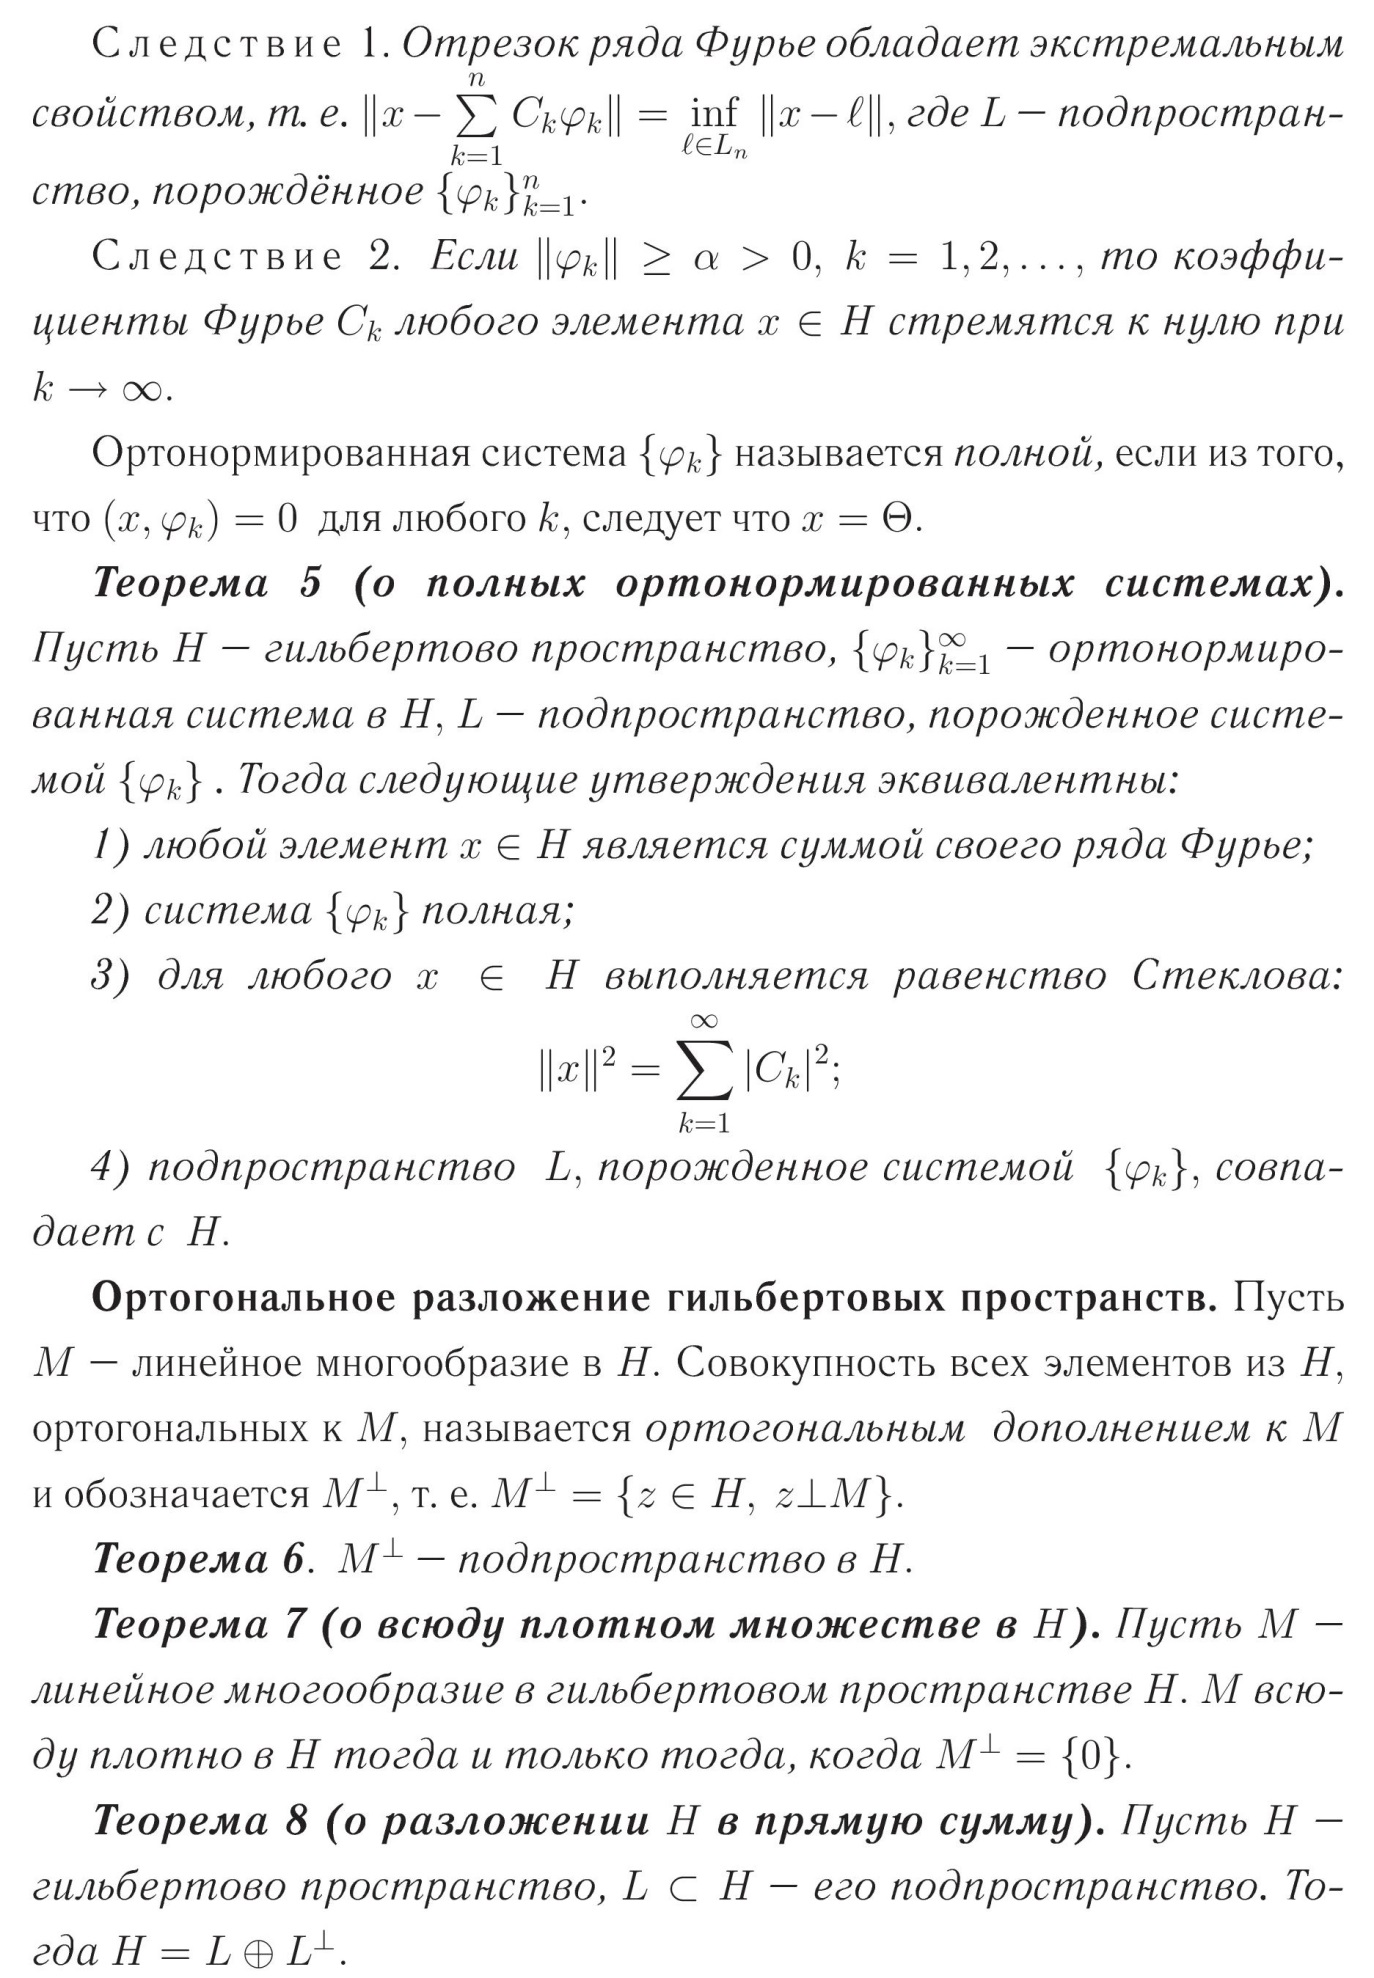 Следствие 1. Отрезок ряда Фурье обладает экстремальным
свойством, т. е. ‖x − ∑_{k=1}^{n} C_kφ_k‖ = inf_{ℓ∈L_n} ‖x − ℓ‖, где L — подпростран-
ство, порождённое {φ_k}_{k=1}^{n}.
Следствие 2. Если ‖φ_k‖ ≥ α > 0, k = 1, 2, . . . , то коэффи-
циенты Фурье C_k любого элемента x ∈ H стремятся к нулю при
k → ∞.
Ортонормированная система {φ_k} называется полной, если из того,
что (x, φ_k) = 0 для любого k, следует что x = Θ.
Теорема 5 (о полных ортонормированных системах).
Пусть H — гильбертово пространство, {φ_k}_{k=1}^{∞} — ортонормиро-
ванная система в H, L — подпространство, порожденное систе-
мой {φ_k} . Тогда следующие утверждения эквивалентны:
1) любой элемент x ∈ H является суммой своего ряда Фурье;
2) система {φ_k} полная;
3) для любого x ∈ H выполняется равенство Стеклова:
‖x‖² = ∑_{k=1}^{∞} |C_k|²;
4) подпространство L, порожденное системой {φ_k}, совпа-
дает с H.
Ортогональное разложение гильбертовых пространств. Пусть
M — линейное многообразие в H. Совокупность всех элементов из H,
ортогональных к M, называется ортогональным дополнением к M
и обозначается M^⊥, т. е. M^⊥ = {z ∈ H, z⊥M}.
Теорема 6. M^⊥ — подпространство в H.
Теорема 7 (о всюду плотном множестве в H). Пусть M —
линейное многообразие в гильбертовом пространстве H. M всю-
ду плотно в H тогда и только тогда, когда M^⊥ = {0}.
Теорема 8 (о разложении H в прямую сумму). Пусть H —
гильбертово пространство, L ⊂ H — его подпространство. То-
гда H = L ⊕ L^⊥.